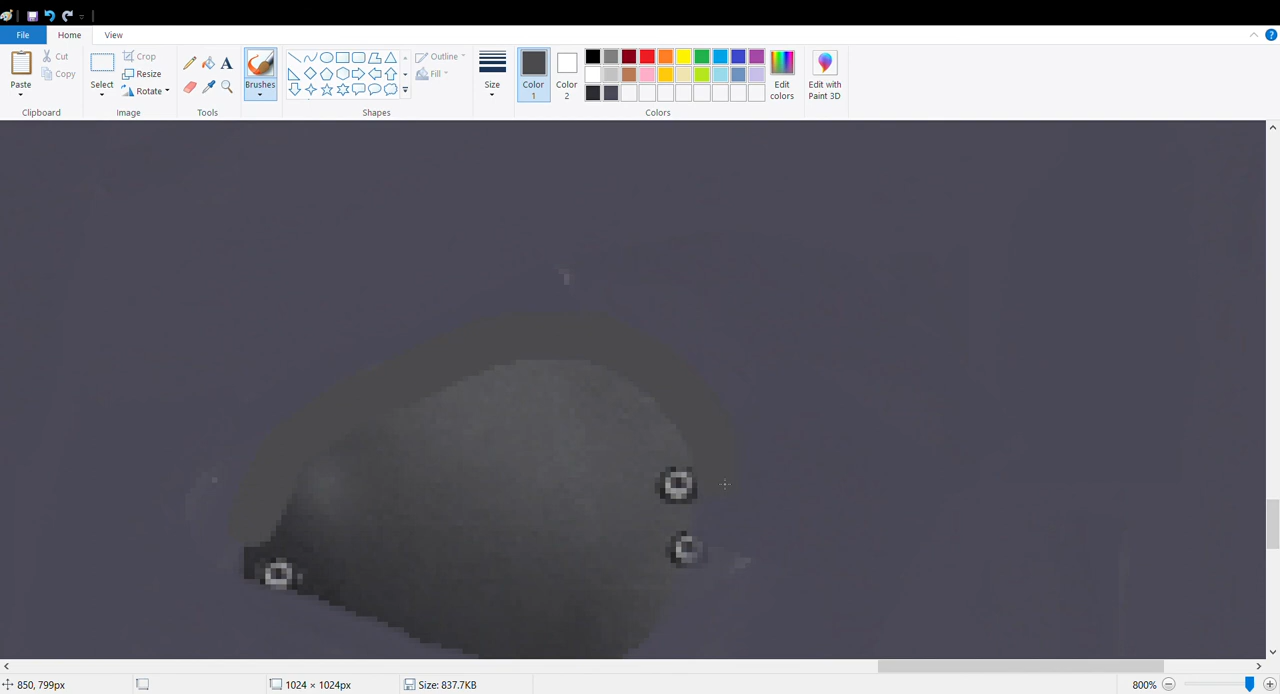 File Home View
Paste Cut Copy
Clipboard
Select Crop Resize Rotate
Image
A
Tools
Brushes
Outline
Fill
Shapes
Size
Color 1
Color 2
Edit colors
Edit with Paint 3D
Colors
850, 799px
1024 × 1024px
Size: 837.7KB
800%